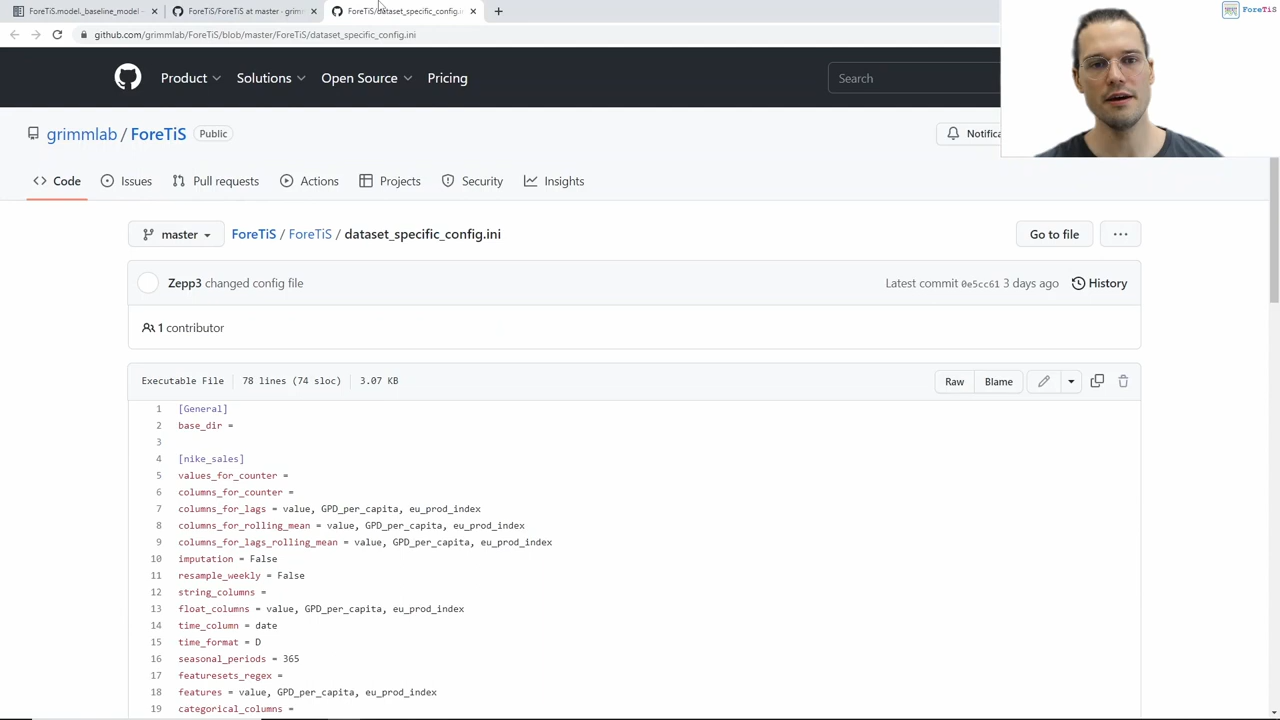 ForeTiS.model._baseline_model -
ForeTiS/ForeTiS at master · grimm
ForeTiS/dataset_specific_config.in
github.com/grimmlab/ForeTiS/blob/master/ForeTiS/dataset_specific_config.ini
ForeTiS
Product Solutions Open Source Pricing
Search
grimmlab / ForeTiS Public
Notifica
Code Issues Pull requests Actions Projects Security Insights
master ForeTiS / ForeTiS / dataset_specific_config.ini
Go to file ...
Zepp3 changed config file
Latest commit 0e5cc61 3 days ago History
1 contributor
Executable File 78 lines (74 sloc) 3.07 KB
Raw Blame
1 [General]
2 base_dir =
3
4 [nike_sales]
5 values_for_counter =
6 columns_for_counter =
7 columns_for_lags = value, GPD_per_capita, eu_prod_index
8 columns_for_rolling_mean = value, GPD_per_capita, eu_prod_index
9 columns_for_lags_rolling_mean = value, GPD_per_capita, eu_prod_index
10 imputation = False
11 resample_weekly = False
12 string_columns =
13 float_columns = value, GPD_per_capita, eu_prod_index
14 time_column = date
15 time_format = D
16 seasonal_periods = 365
17 featuresets_regex =
18 features = value, GPD_per_capita, eu_prod_index
19 categorical_columns =